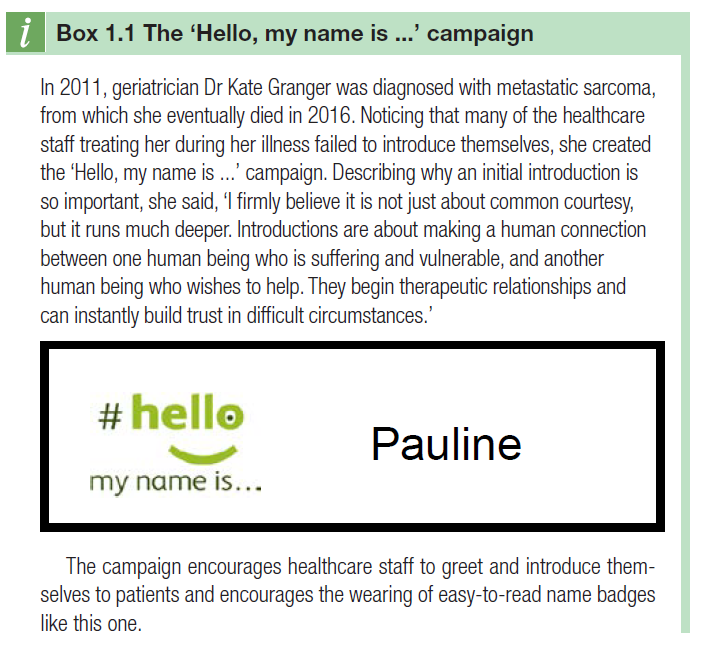 i Box 1.1 The ‘Hello, my name is ...’ campaign
In 2011, geriatrician Dr Kate Granger was diagnosed with metastatic sarcoma,
from which she eventually died in 2016. Noticing that many of the healthcare
staff treating her during her illness failed to introduce themselves, she created
the ‘Hello, my name is ...’ campaign. Describing why an initial introduction is
so important, she said, ‘I firmly believe it is not just about common courtesy,
but it runs much deeper. Introductions are about making a human connection
between one human being who is suffering and vulnerable, and another
human being who wishes to help. They begin therapeutic relationships and
can instantly build trust in difficult circumstances.’
#hello
my name is...
Pauline
The campaign encourages healthcare staff to greet and introduce them-
selves to patients and encourages the wearing of easy-to-read name badges
like this one.